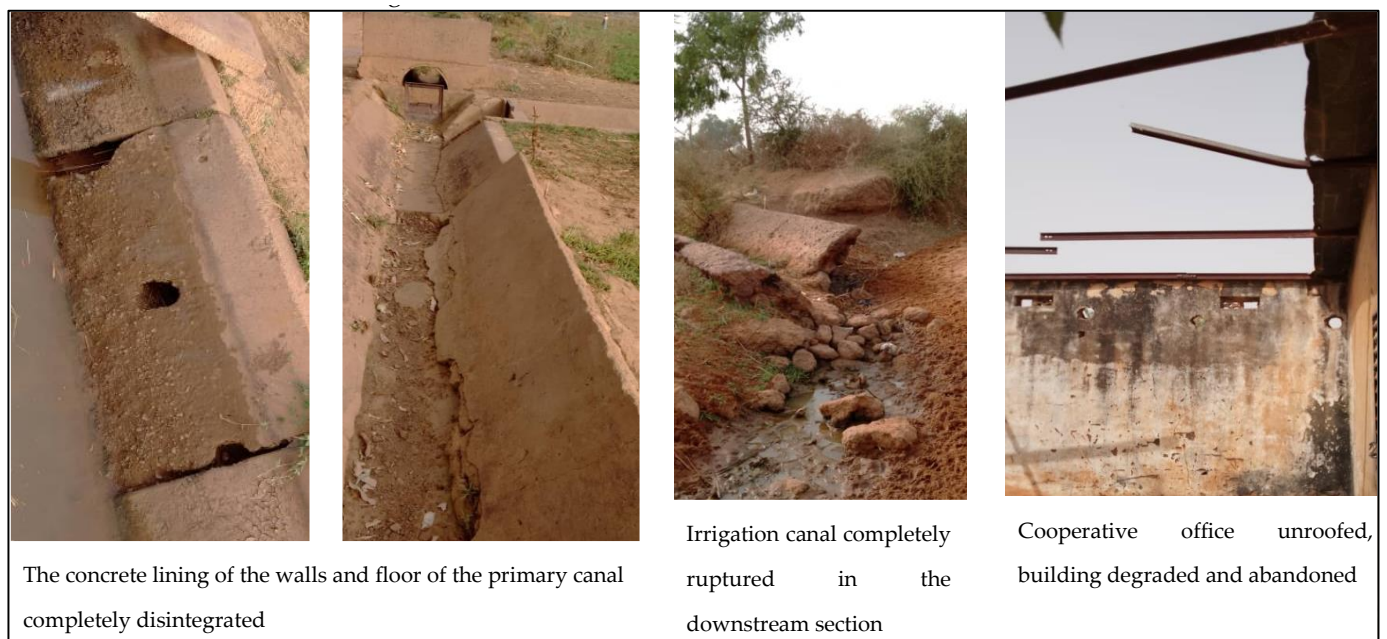 The concrete lining of the walls and floor of the primary canal
completely disintegrated
Irrigation canal completely
ruptured in the
downstream section
Cooperative office unroofed,
building degraded and abandoned